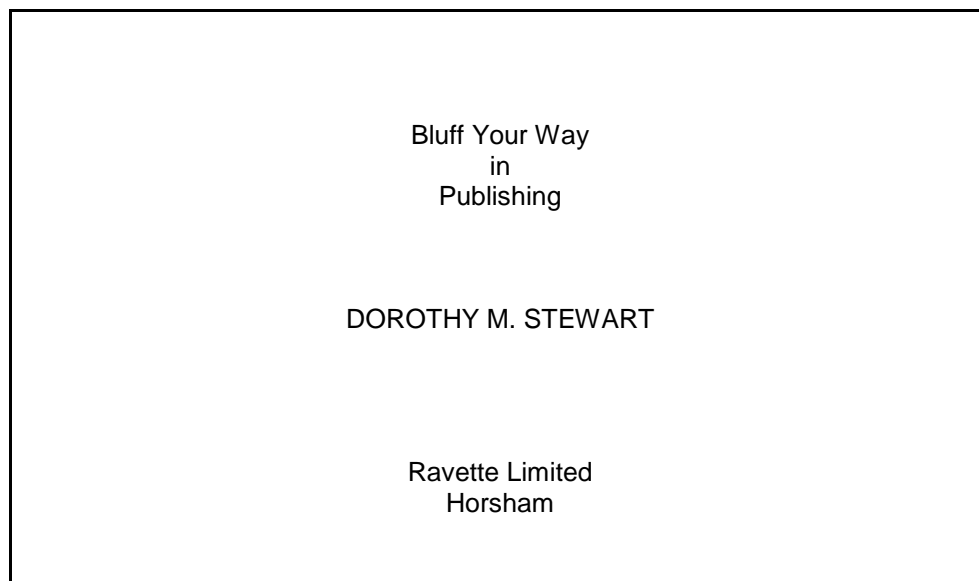 Bluff Your Way
in
Publishing
DOROTHY M. STEWART
Ravette Limited
Horsham